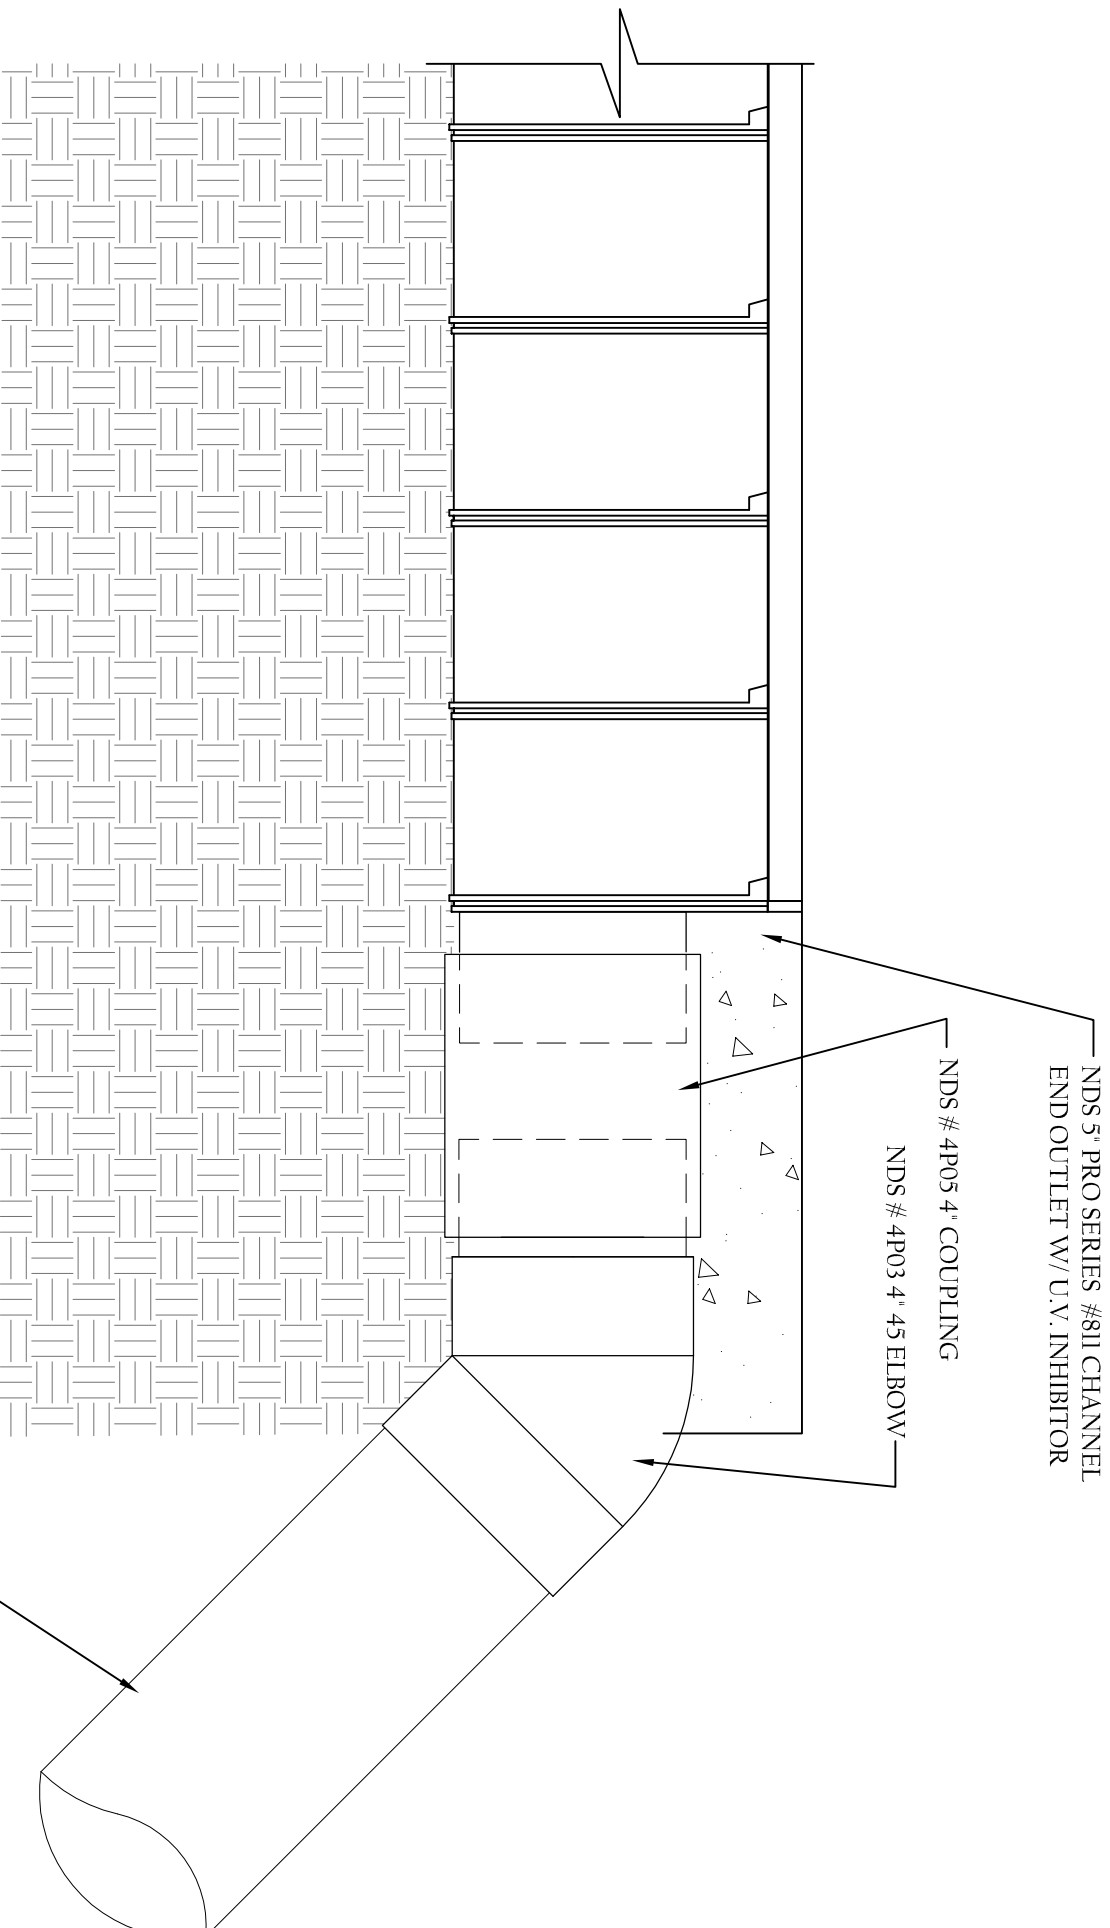 NDS 5" PRO SERIES #811 CHANNEL
END OUTLET W/ U.V. INHIBITOR
NDS # 4P05 4" COUPLING
NDS # 4P03 4" 45 ELBOW